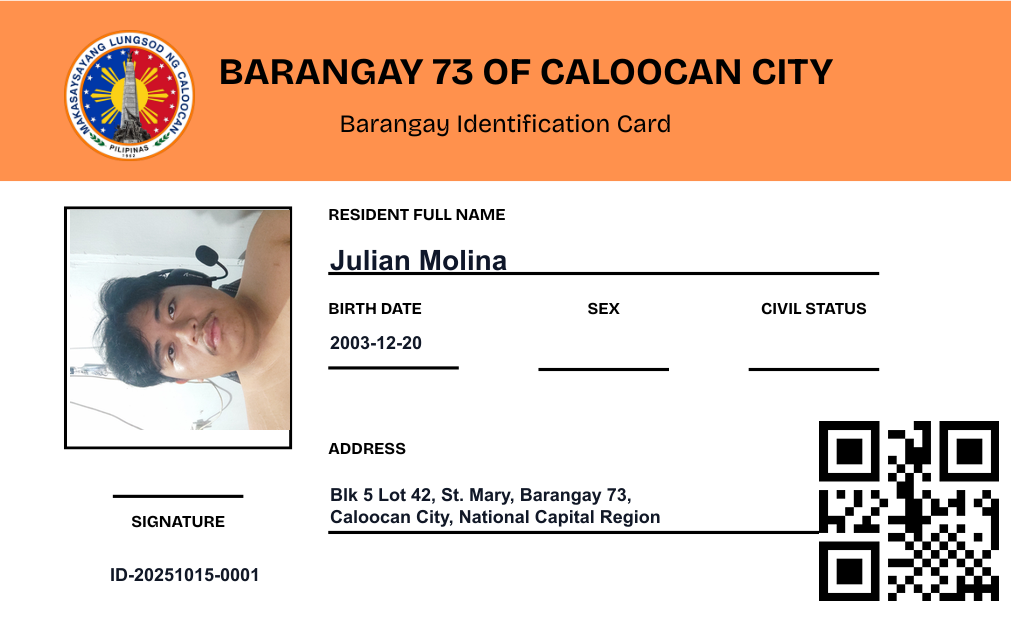 MAKASAYSAYANG LUNGSOD NG CALOOCAN
PILIPINAS
1962
BARANGAY 73 OF CALOOCAN CITY
Barangay Identification Card
RESIDENT FULL NAME
Julian Molina
BIRTH DATE
SEX
CIVIL STATUS
2003-12-20
ADDRESS
Blk 5 Lot 42, St. Mary, Barangay 73,
Caloocan City, National Capital Region
SIGNATURE
ID-20251015-0001